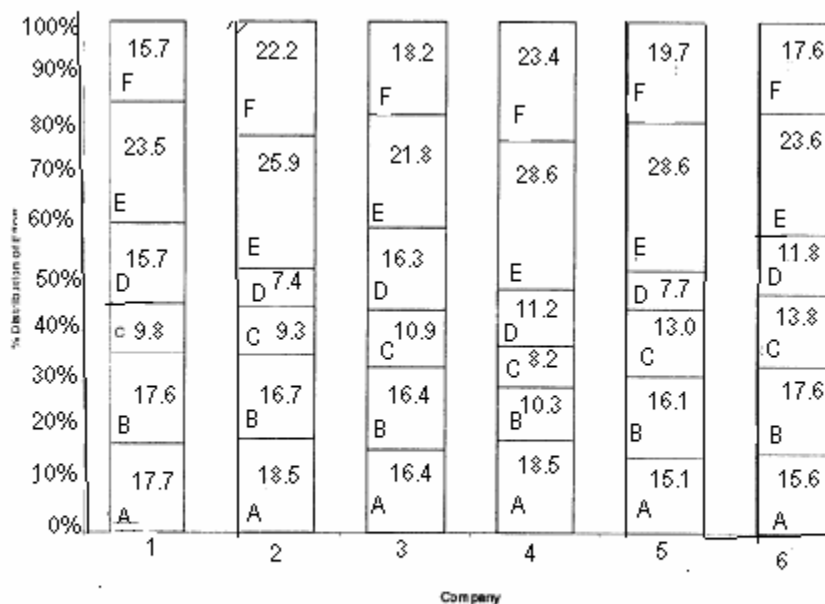 100%
15.7 22.2 18.2 23.4 19.7 17.6
90%
F F F F F F
80%
23.5 25.9 21.8 28.6 28.6 23.6
70%
60%
E E E E E E
50%
15.7 7.4 16.3 11.2 7.7 11.8
D D D D D D
40%
C 9.8 C 9.3 C 10.9 C 8.2 C 13.0 C 13.8
30%
17.6 16.7 16.4 10.3 16.1 17.6
20%
B B B B B B
10%
17.7 18.5 16.4 18.5 15.1 15.6
A A A A A A
0%
1 2 3 4 5 6
Company
% Distribution of